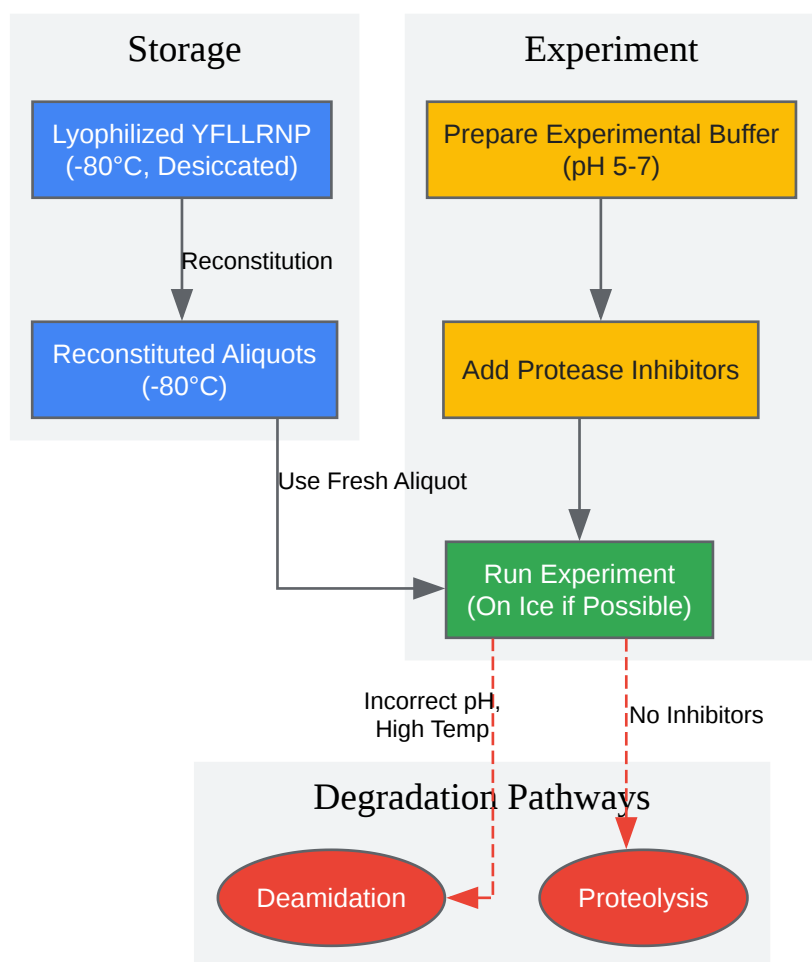 Storage
Experiment
Lyophilized YFLLRNP
(-80°C, Desiccated)
Prepare Experimental Buffer
(pH 5-7)
Reconstitution
Reconstituted Aliquots
(-80°C)
Add Protease Inhibitors
Use Fresh Aliquot
Run Experiment
(On Ice if Possible)
Incorrect pH,
High Temp
No Inhibitors
Degradation Pathways
Deamidation
Proteolysis